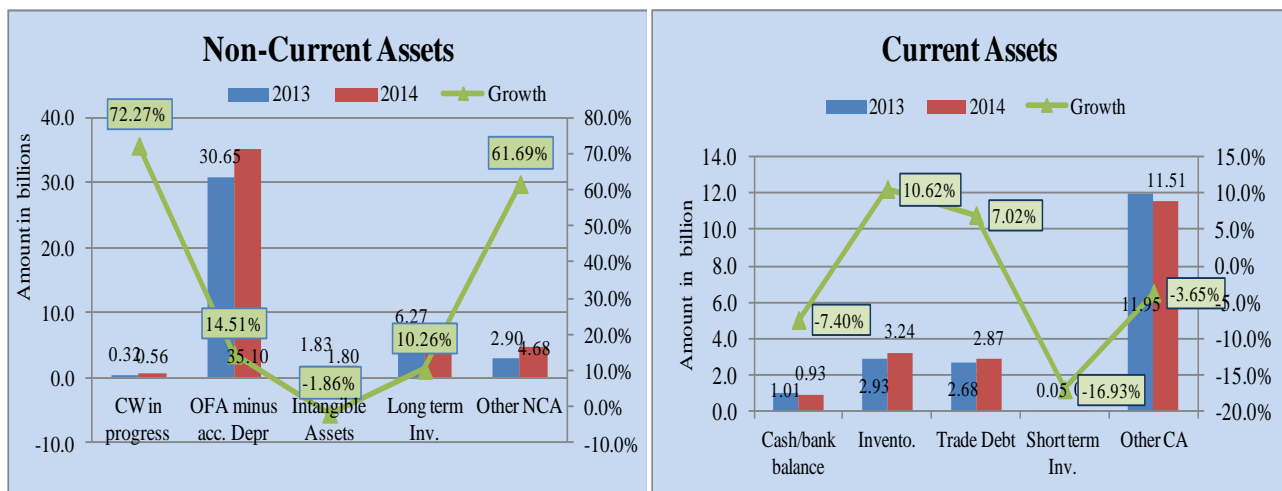 Non-Current Assets
2013 2014 Growth
Amount in billions
40.0
30.0
20.0
10.0
0.0
-10.0
80.0%
70.0%
60.0%
50.0%
40.0%
30.0%
20.0%
10.0%
0.0%
-10.0%
72.27%
14.51%
-1.86%
10.26%
61.69%
0.32 0.56
30.65
35.10
1.83
1.80
6.27
2.90
4.68
CW in
progress
OFA minus
acc. Depr
Intangible
Assets
Long term
Inv.
Other NCA
Current Assets
2013 2014 Growth
Amount in billion
14.0
12.0
10.0
8.0
6.0
4.0
2.0
0.0
15.0%
10.0%
5.0%
0.0%
-5.0%
-10.0%
-15.0%
-20.0%
-7.40%
10.62%
7.02%
-16.93%
-3.65%
1.01
0.93
2.93
3.24
2.68
2.87
0.05
11.95
11.51
Cash/bank
balance
Invento.
Trade Debt
Short term
Inv.
Other CA